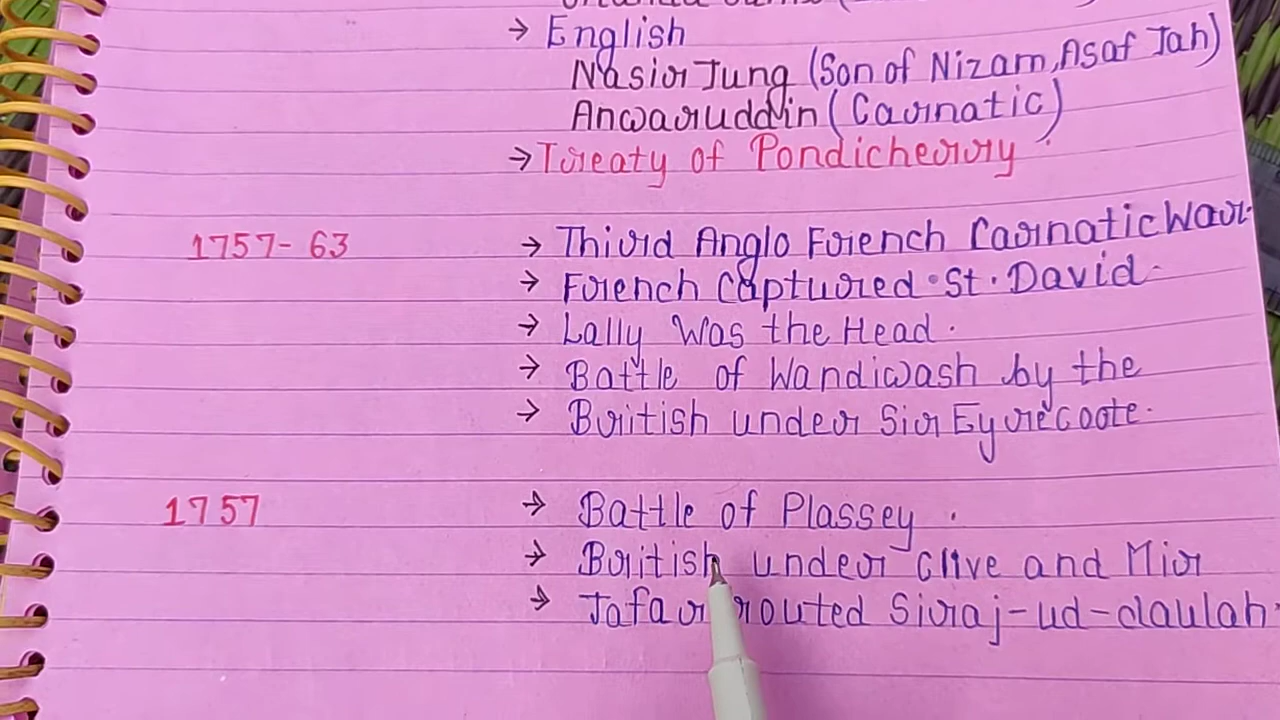 → English
Nasir Jung (Son of Nizam, Asaf Jah)
Anwaruddin (Carnatic)
→ Treaty of Pondicherry.
1757-63 → Third Anglo French Carnatic War.
→ French Captured. St. David.
→ Lally Was the Head.
→ Battle of Wandiwash by the
→ British under Sir Eyrecoote.
1757 → Battle of Plassey.
→ British under Clive and Mir
→ Jafar routed Siraj-ud-daulah.